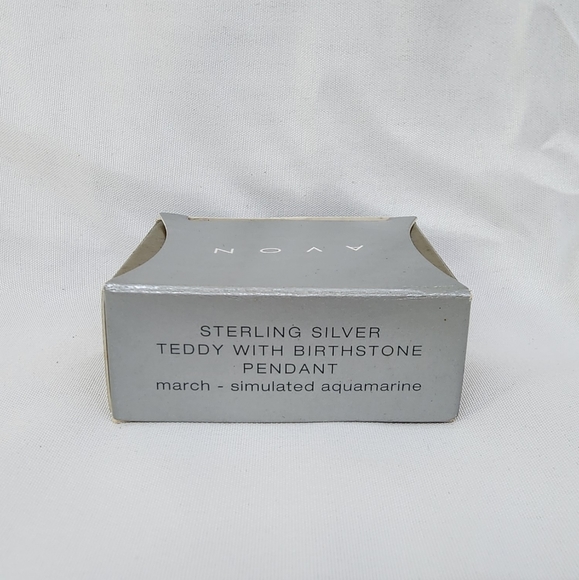 AVON
STERLING SILVER
TEDDY WITH BIRTHSTONE
PENDANT
march - simulated aquamarine